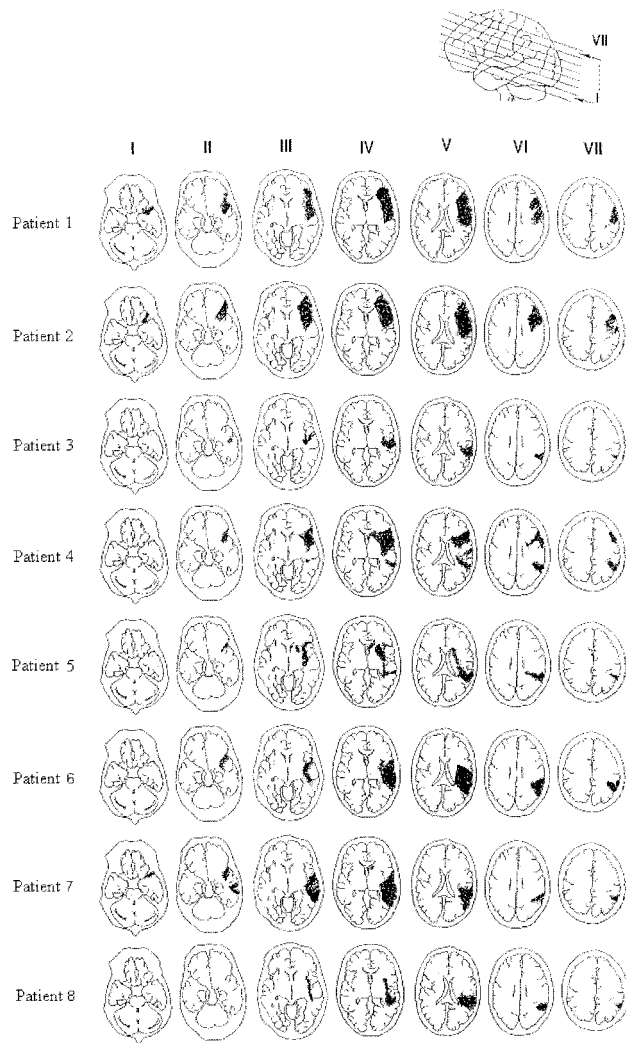 VII
I
I II III IV V VI VII
Patient 1
Patient 2
Patient 3
Patient 4
Patient 5
Patient 6
Patient 7
Patient 8